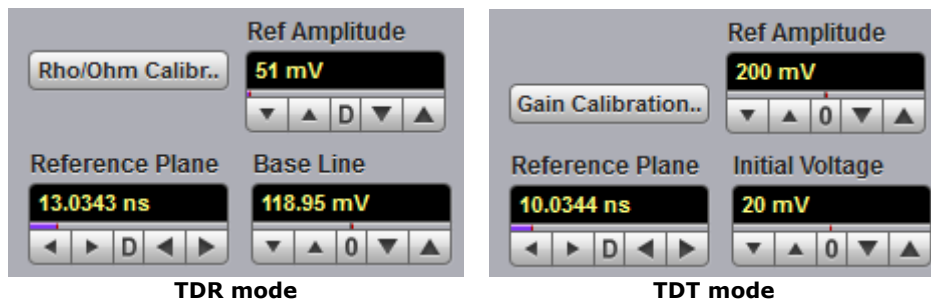 Ref Amplitude
Rho/Ohm Calibr..
51 mV
D
Reference Plane
Base Line
13.0343 ns
118.95 mV
D
0
TDR mode
Ref Amplitude
200 mV
Gain Calibration..
0
Reference Plane
Initial Voltage
10.0344 ns
20 mV
D
0
TDT mode